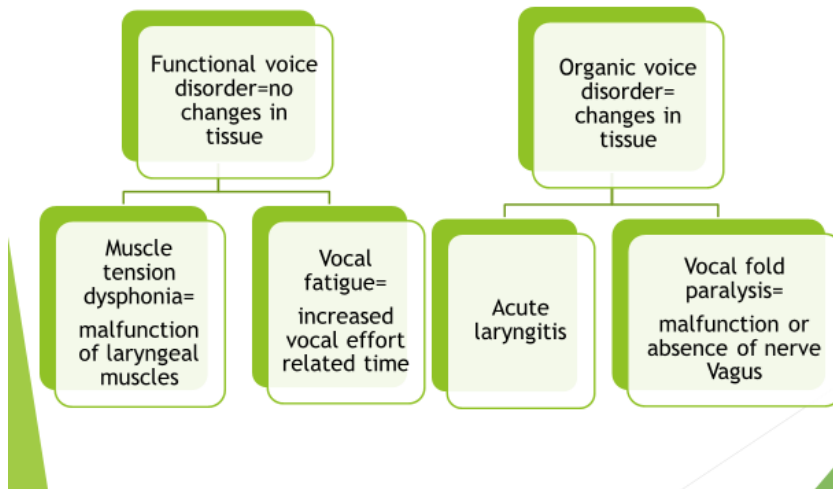 Functional voice
disorder=no
changes in
tissue
Organic voice
disorder=
changes in
tissue
Muscle
tension
dysphonia=
malfunction
of laryngeal
muscles
Vocal
fatigue=
increased
vocal effort
related time
Acute
laryngitis
Vocal fold
paralysis=
malfunction or
absence of nerve
Vagus